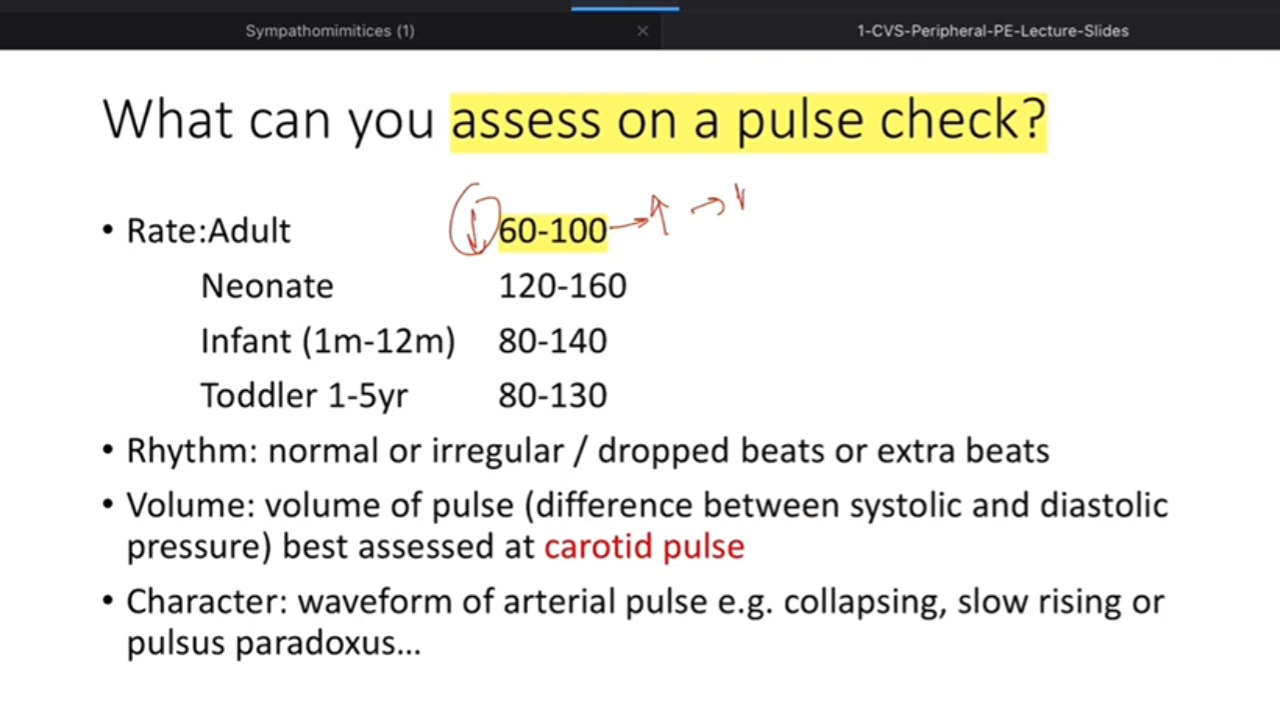 Sympathomimitices (1)
1-CVS-Peripheral-PE-Lecture-Slides
What can you assess on a pulse check?
• Rate:Adult 60-100
Neonate 120-160
Infant (1m-12m) 80-140
Toddler 1-5yr 80-130
• Rhythm: normal or irregular / dropped beats or extra beats
• Volume: volume of pulse (difference between systolic and diastolic
pressure) best assessed at carotid pulse
• Character: waveform of arterial pulse e.g. collapsing, slow rising or
pulsus paradoxus...